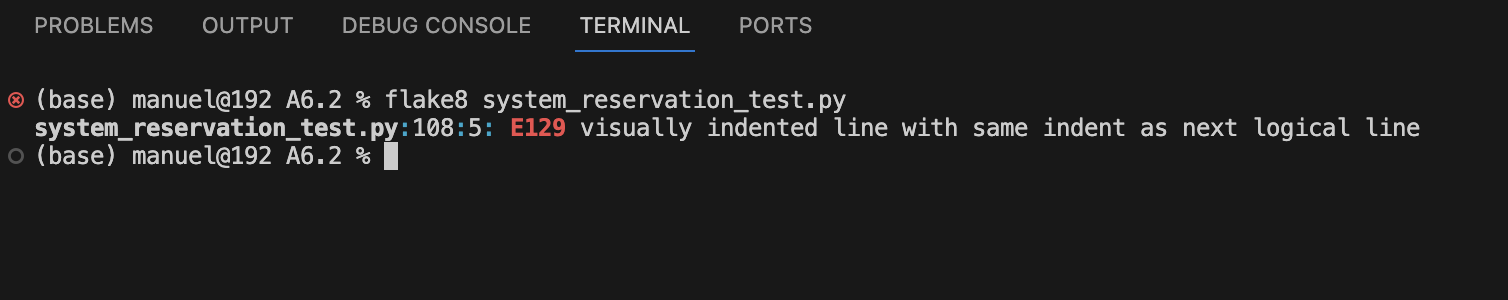 PROBLEMS OUTPUT DEBUG CONSOLE TERMINAL PORTS
(base) manuel@192 A6.2 % flake8 system_reservation_test.py
system_reservation_test.py:108:5: E129 visually indented line with same indent as next logical line
(base) manuel@192 A6.2 %